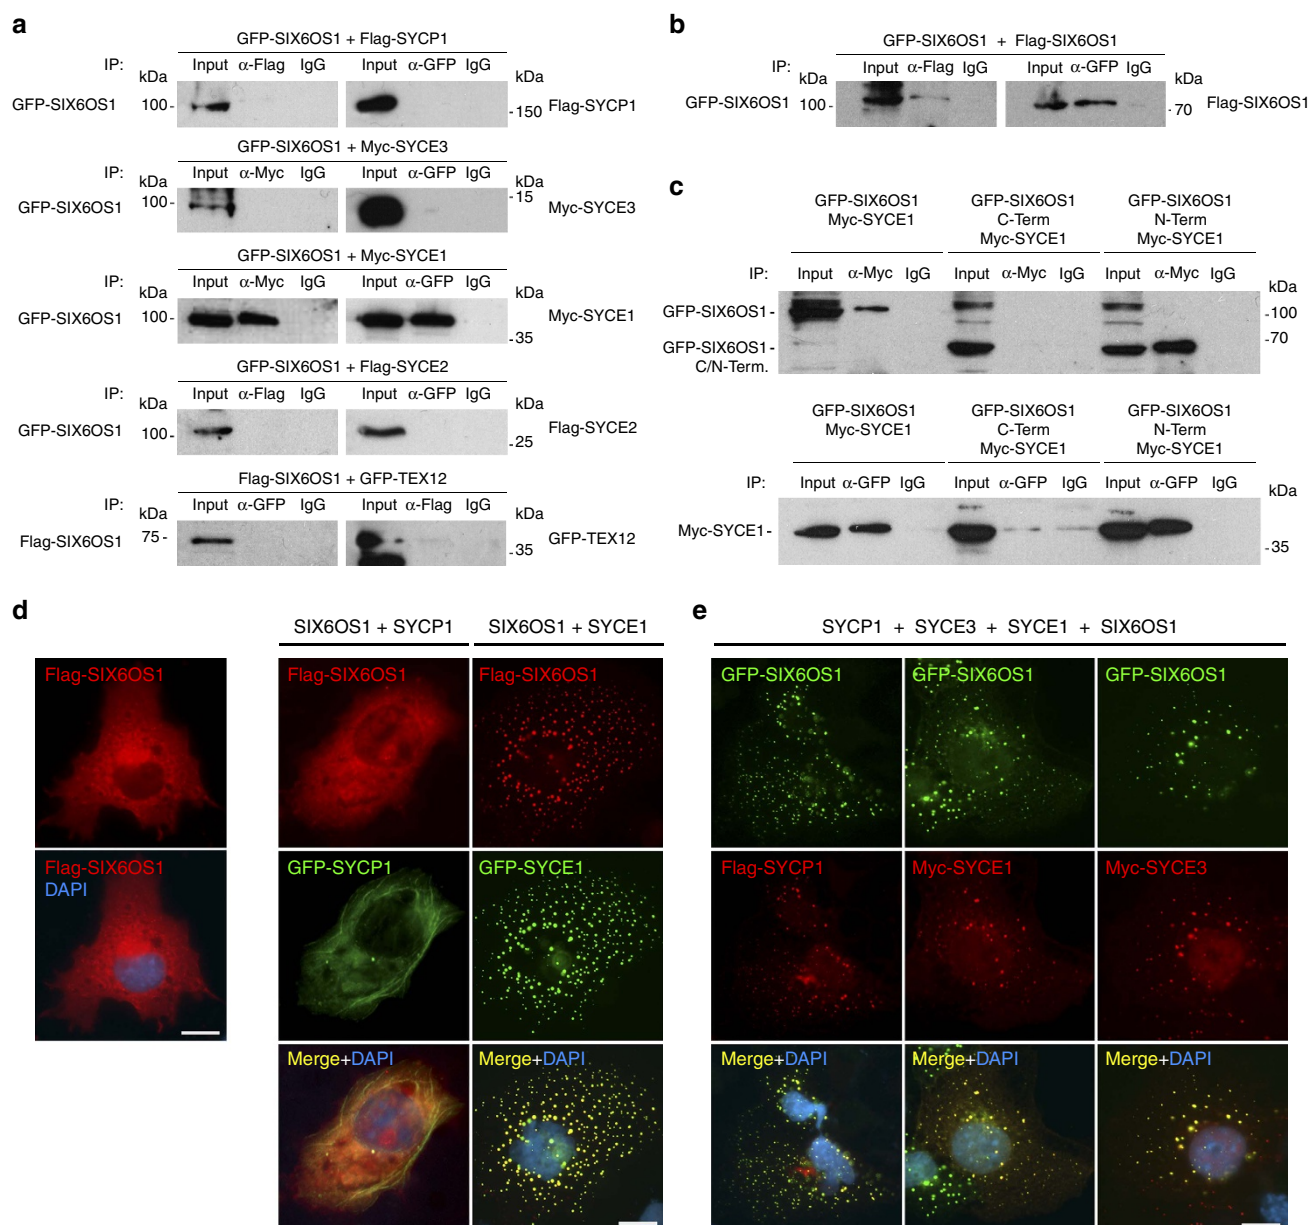 a
GFP-SIX6OS1 + Flag-SYCP1
IP: Input α-Flag IgG Input α-GFP IgG
kDa kDa
GFP-SIX6OS1 100- -150 Flag-SYCP1
GFP-SIX6OS1 + Myc-SYCE3
IP: Input α-Myc IgG Input α-GFP IgG
kDa kDa
100- -15
GFP-SIX6OS1 Myc-SYCE3
GFP-SIX6OS1 + Myc-SYCE1
IP: Input α-Myc IgG Input α-GFP IgG
kDa kDa
GFP-SIX6OS1 100- Myc-SYCE1
-35
GFP-SIX6OS1 + Flag-SYCE2
IP: Input α-Flag IgG Input α-GFP IgG
kDa kDa
GFP-SIX6OS1 100- Flag-SYCE2
-25
Flag-SIX6OS1 + GFP-TEX12
IP: Input α-GFP IgG Input α-Flag IgG
kDa kDa
Flag-SIX6OS1 75- GFP-TEX12
-35
b
GFP-SIX6OS1 + Flag-SIX6OS1
IP: Input α-Flag IgG Input α-GFP IgG
kDa kDa
GFP-SIX6OS1 100- -70 Flag-SIX6OS1
c
GFP-SIX6OS1 GFP-SIX6OS1 GFP-SIX6OS1
Myc-SYCE1 C-Term N-Term
Myc-SYCE1 Myc-SYCE1
IP: Input α-Myc IgG Input α-Myc IgG Input α-Myc IgG
kDa
GFP-SIX6OS1- -100
-70
GFP-SIX6OS1-
C/N-Term.
GFP-SIX6OS1 GFP-SIX6OS1 GFP-SIX6OS1
Myc-SYCE1 C-Term N-Term
Myc-SYCE1 Myc-SYCE1
IP: Input α-GFP IgG Input α-GFP IgG Input α-GFP IgG
kDa
Myc-SYCE1-
-35
d
SIX6OS1 + SYCP1 SIX6OS1 + SYCE1
Flag-SIX6OS1 Flag-SIX6OS1 Flag-SIX6OS1
Flag-SIX6OS1 GFP-SYCP1 GFP-SYCE1
DAPI
Merge+DAPI Merge+DAPI
e
SYCP1 + SYCE3 + SYCE1 + SIX6OS1
GFP-SIX6OS1 GFP-SIX6OS1 GFP-SIX6OS1
Flag-SYCP1 Myc-SYCE1 Myc-SYCE3
Merge+DAPI Merge+DAPI Merge+DAPI